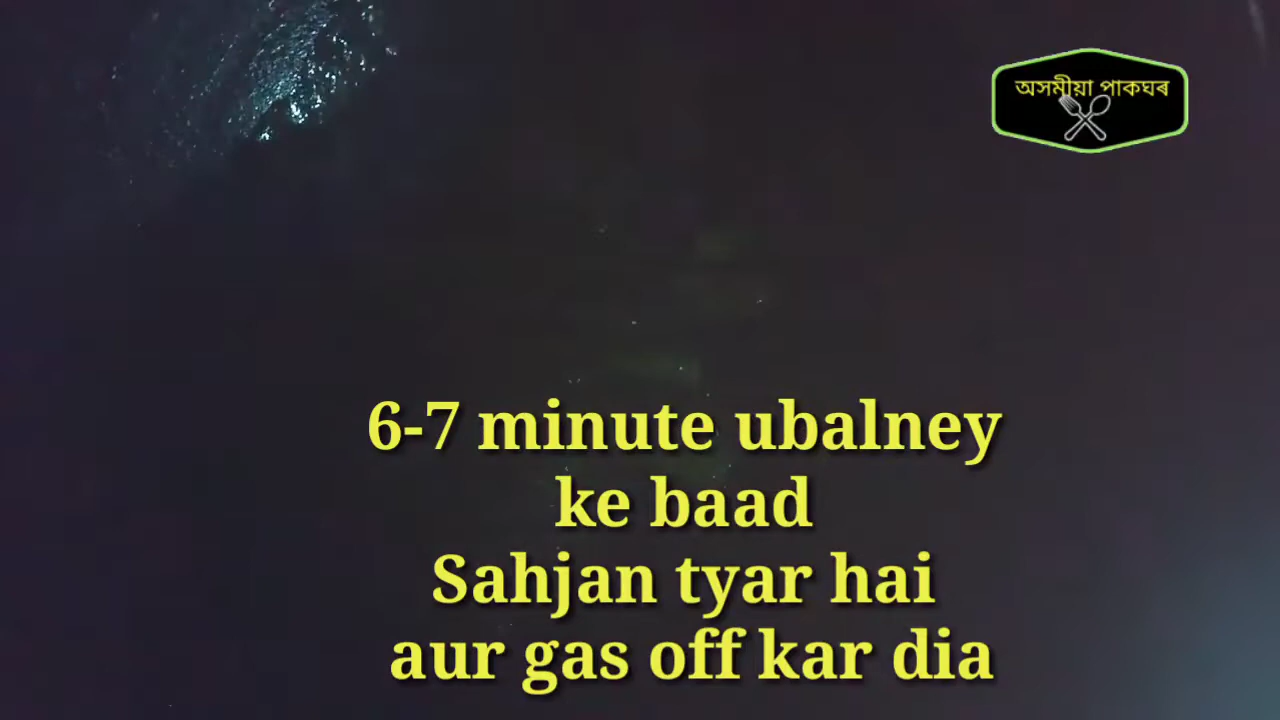 অসমীয়া পাকঘৰ
6-7 minute ubalney
ke baad
Sahjan tyar hai
aur gas off kar dia